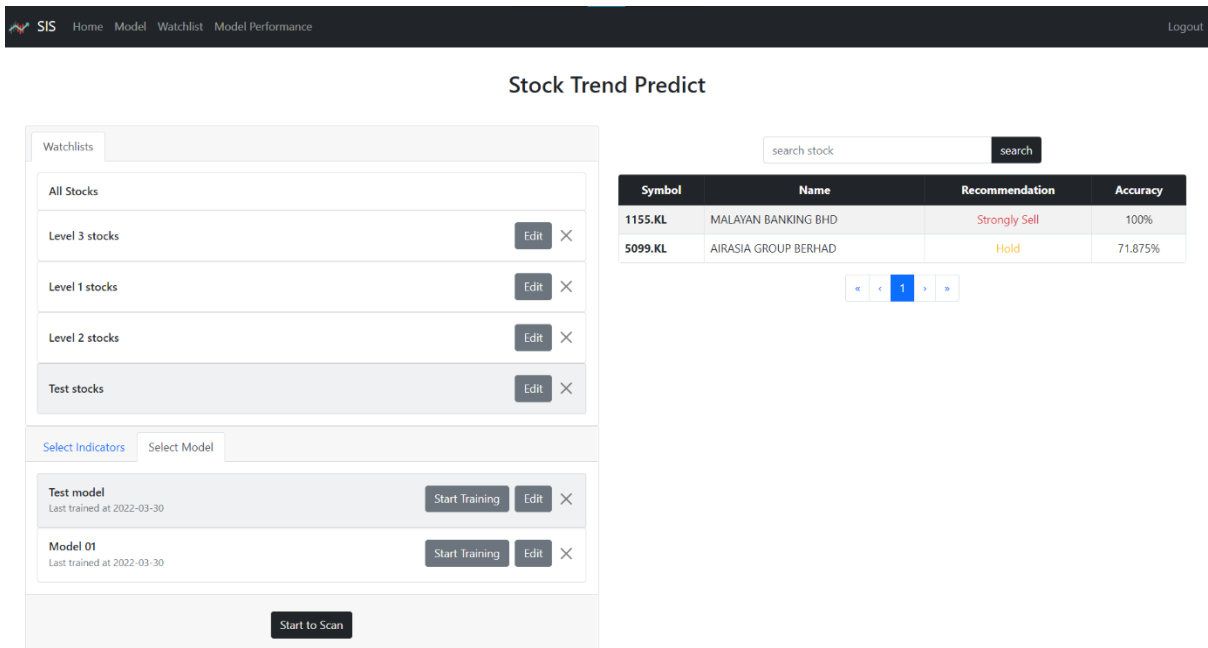 SIS Home Model Watchlist Model Performance Logout
Stock Trend Predict
Watchlists
All Stocks
Level 3 stocks Edit
Level 1 stocks Edit
Level 2 stocks Edit
Test stocks Edit
Select Indicators Select Model
Test model
Last trained at 2022-03-30
Start Training Edit
Model 01
Last trained at 2022-03-30
Start Training Edit
Start to Scan
search stock search
Symbol Name Recommendation Accuracy
1155.KL MALAYAN BANKING BHD Strongly Sell 100%
5099.KL AIRASIA GROUP BERHAD Hold 71.875%
« ‹ 1 › »